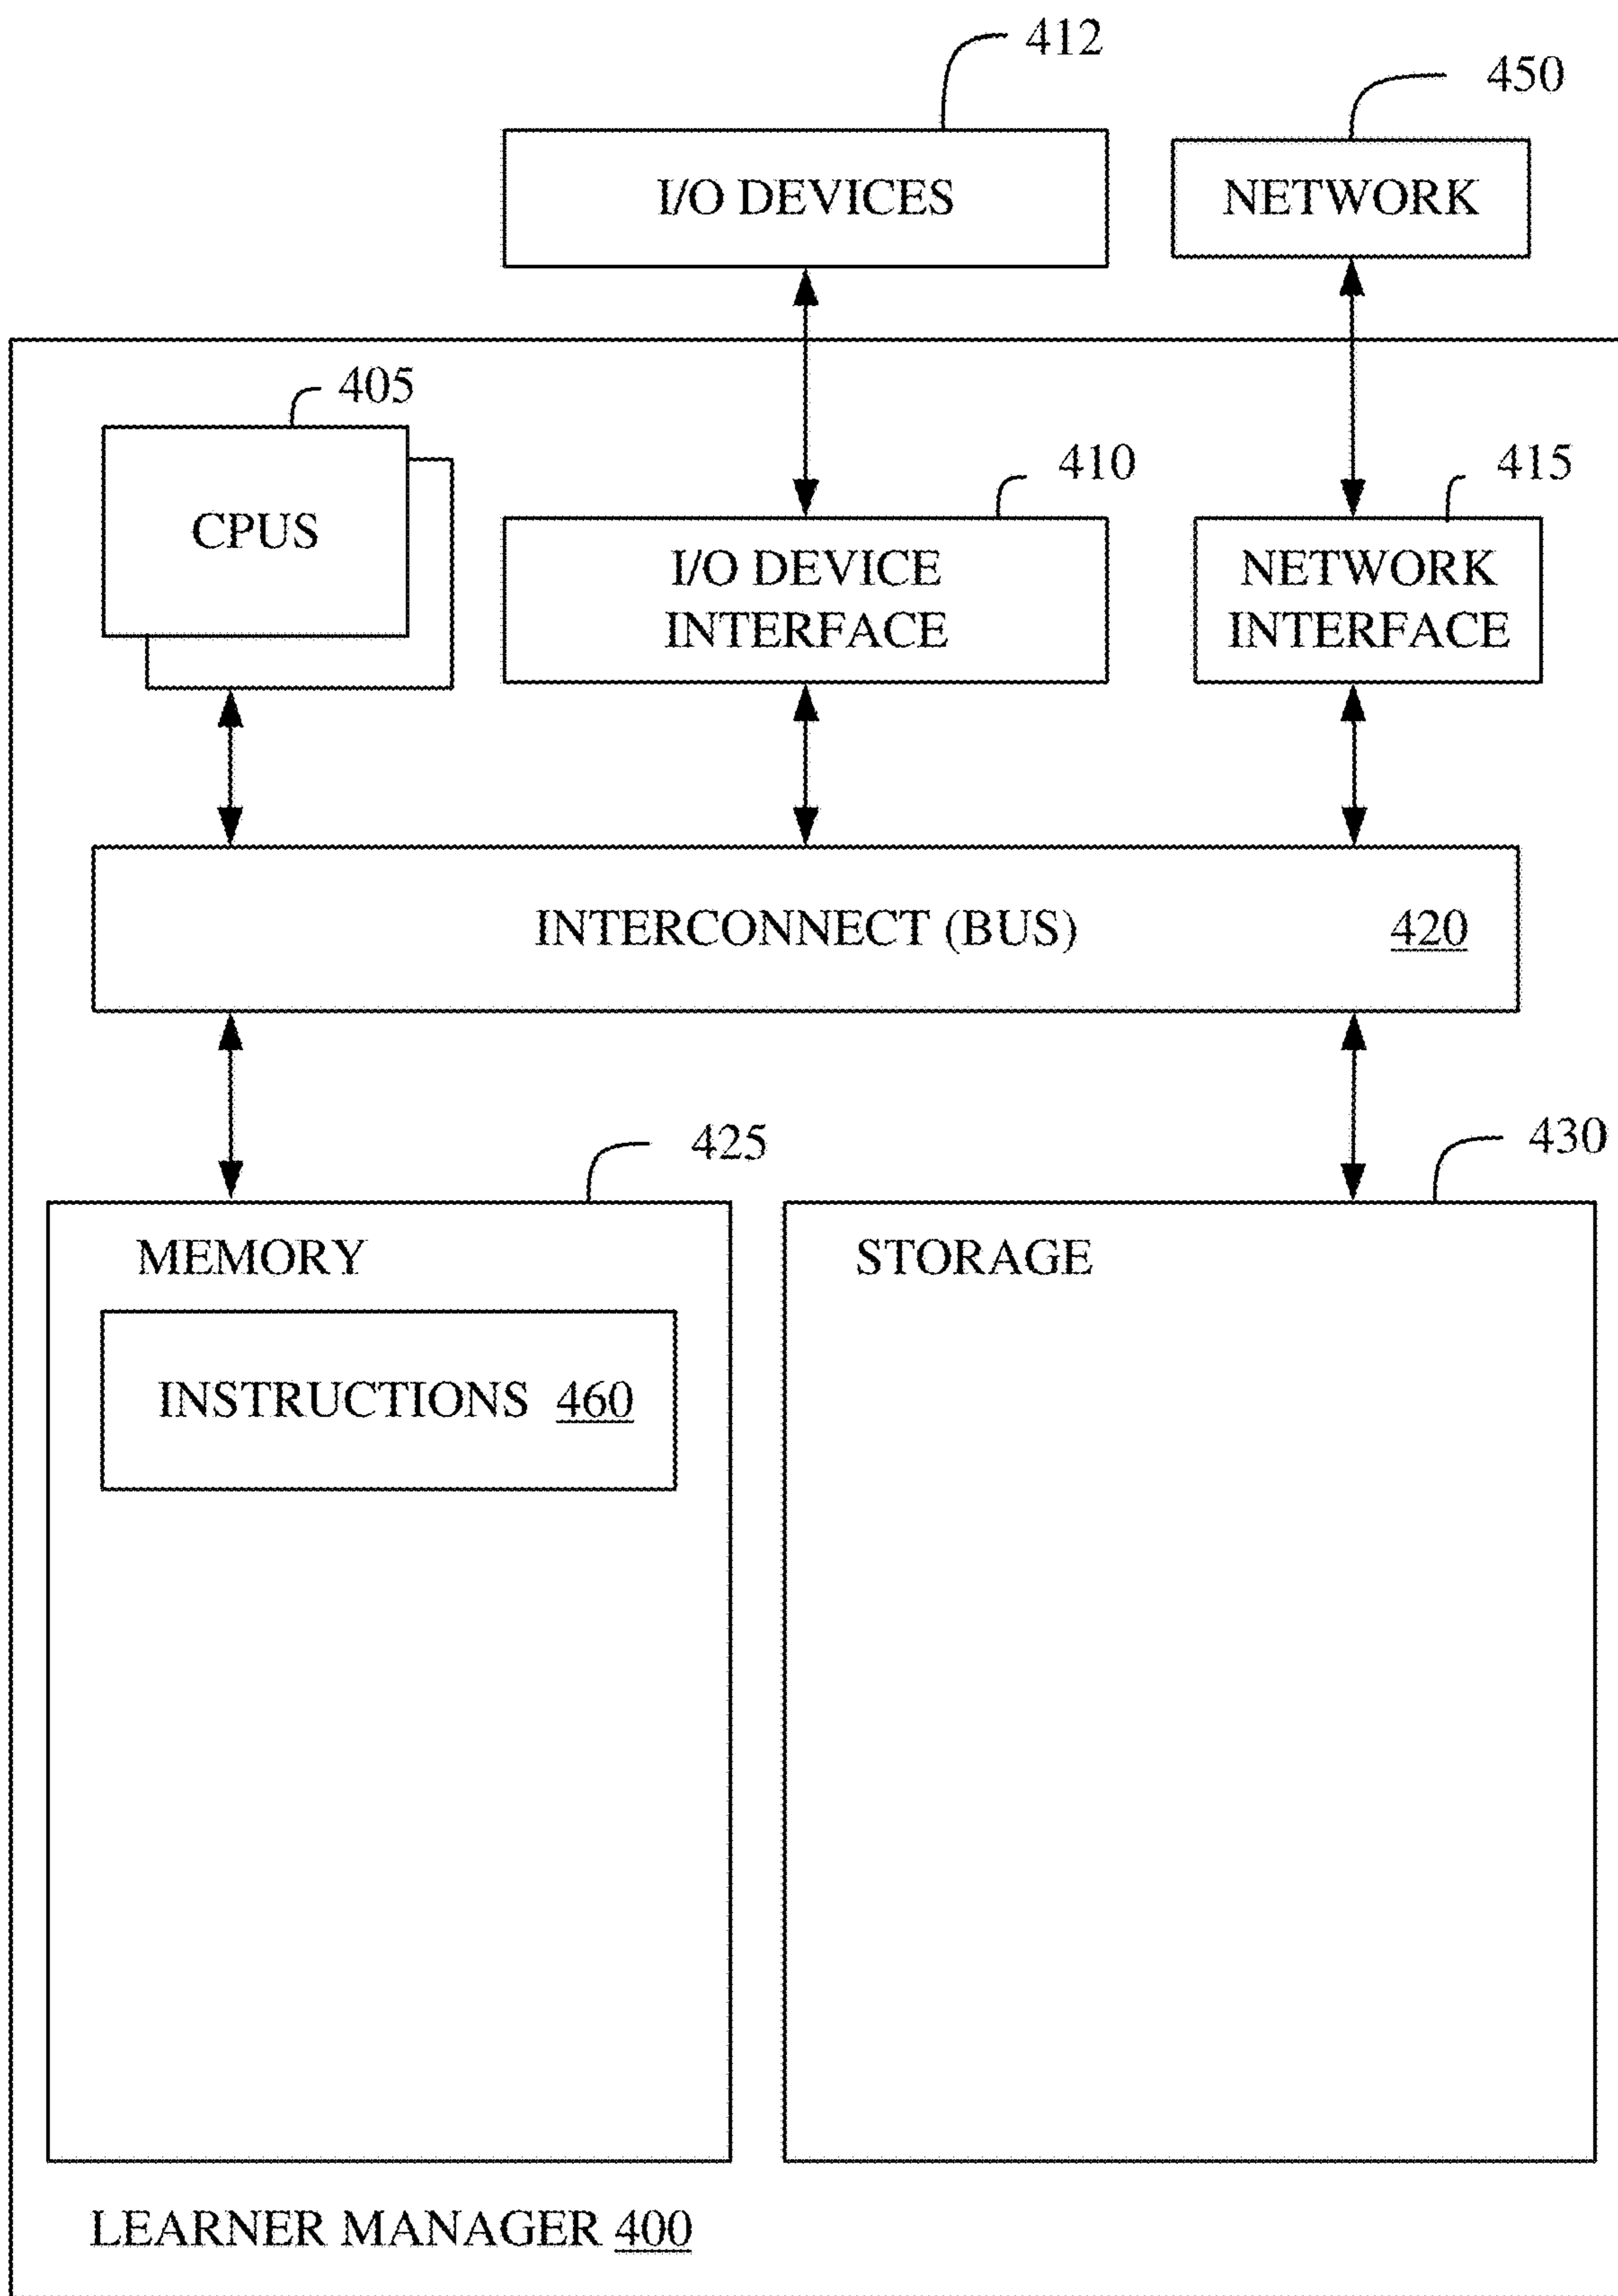 412
450
I/O DEVICES
NETWORK
405
410
415
CPUS
I/O DEVICE
INTERFACE
NETWORK
INTERFACE
INTERCONNECT (BUS) 420
425
430
MEMORY
STORAGE
INSTRUCTIONS 460
LEARNER MANAGER 400